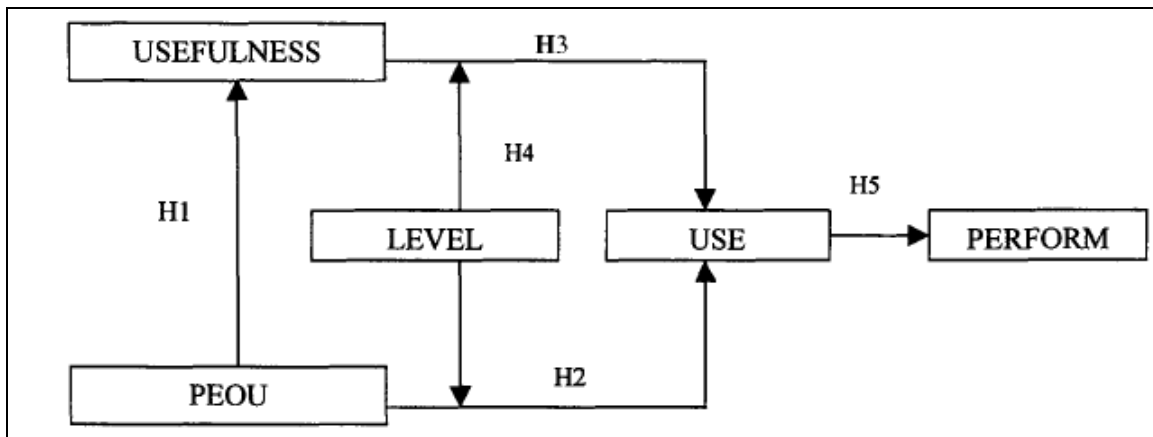 USEFULNESS
H3
H4
H1
H5
LEVEL
USE
PERFORM
H2
PEOU